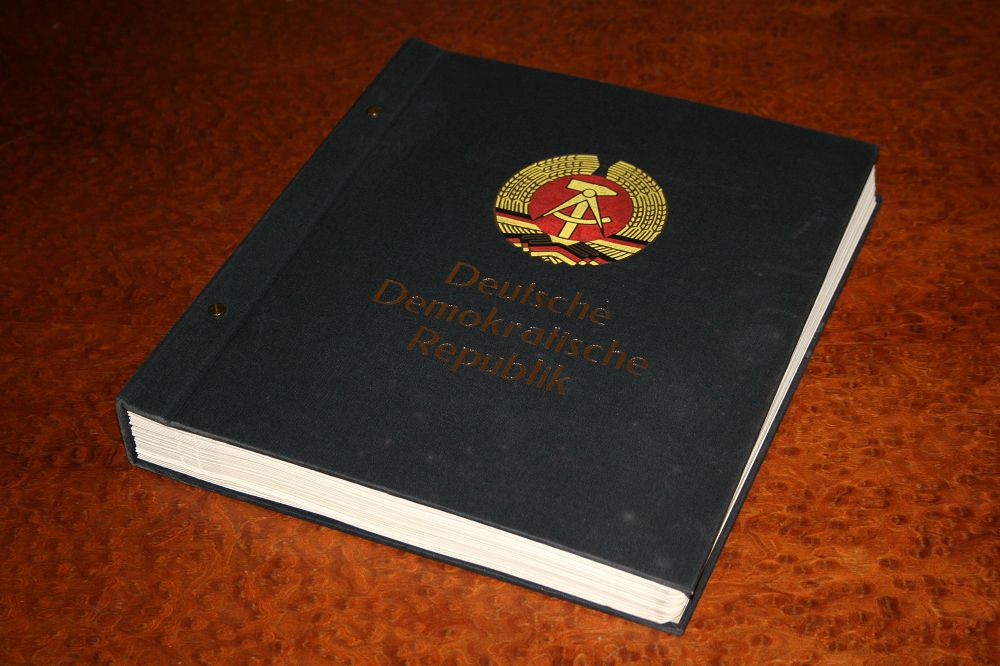 Deutsche
Demokratische
Republik